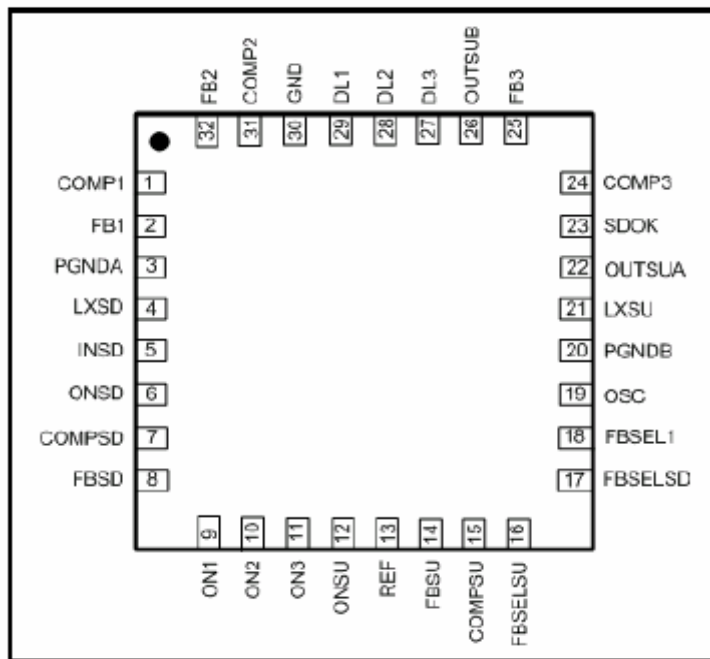 FB2
COMP2
GND
DL1
DL2
DL3
OUTSUB
FB3
32
31
30
29
28
27
26
25
COMP1 1
FB1 2
PGNDA 3
LXSD 4
INSD 5
ONSD 6
COMPSD 7
FBSD 8
24 COMP3
23 SDOK
22 OUTSUA
21 LXSU
20 PGNDB
19 OSC
18 FBSEL1
17 FBSELSD
9
10
11
12
13
14
15
16
ON1
ON2
ON3
ONSU
REF
FBSU
COMPSU
FBSELSU